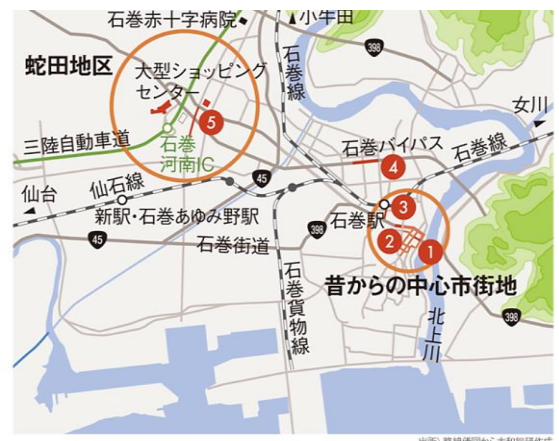 石巻赤十字病院
小牛田
398
蛇田地区
大型ショッピング
センター
石巻線
5
女川
三陸自動車道
石巻
河南IC
石巻バイパス
4
石巻線
仙台
仙石線
45
新駅・石巻あゆみ野駅
石巻駅
3
398
45
石巻街道
2
1
昔からの中心市街地
石巻貨物線
北上川
398